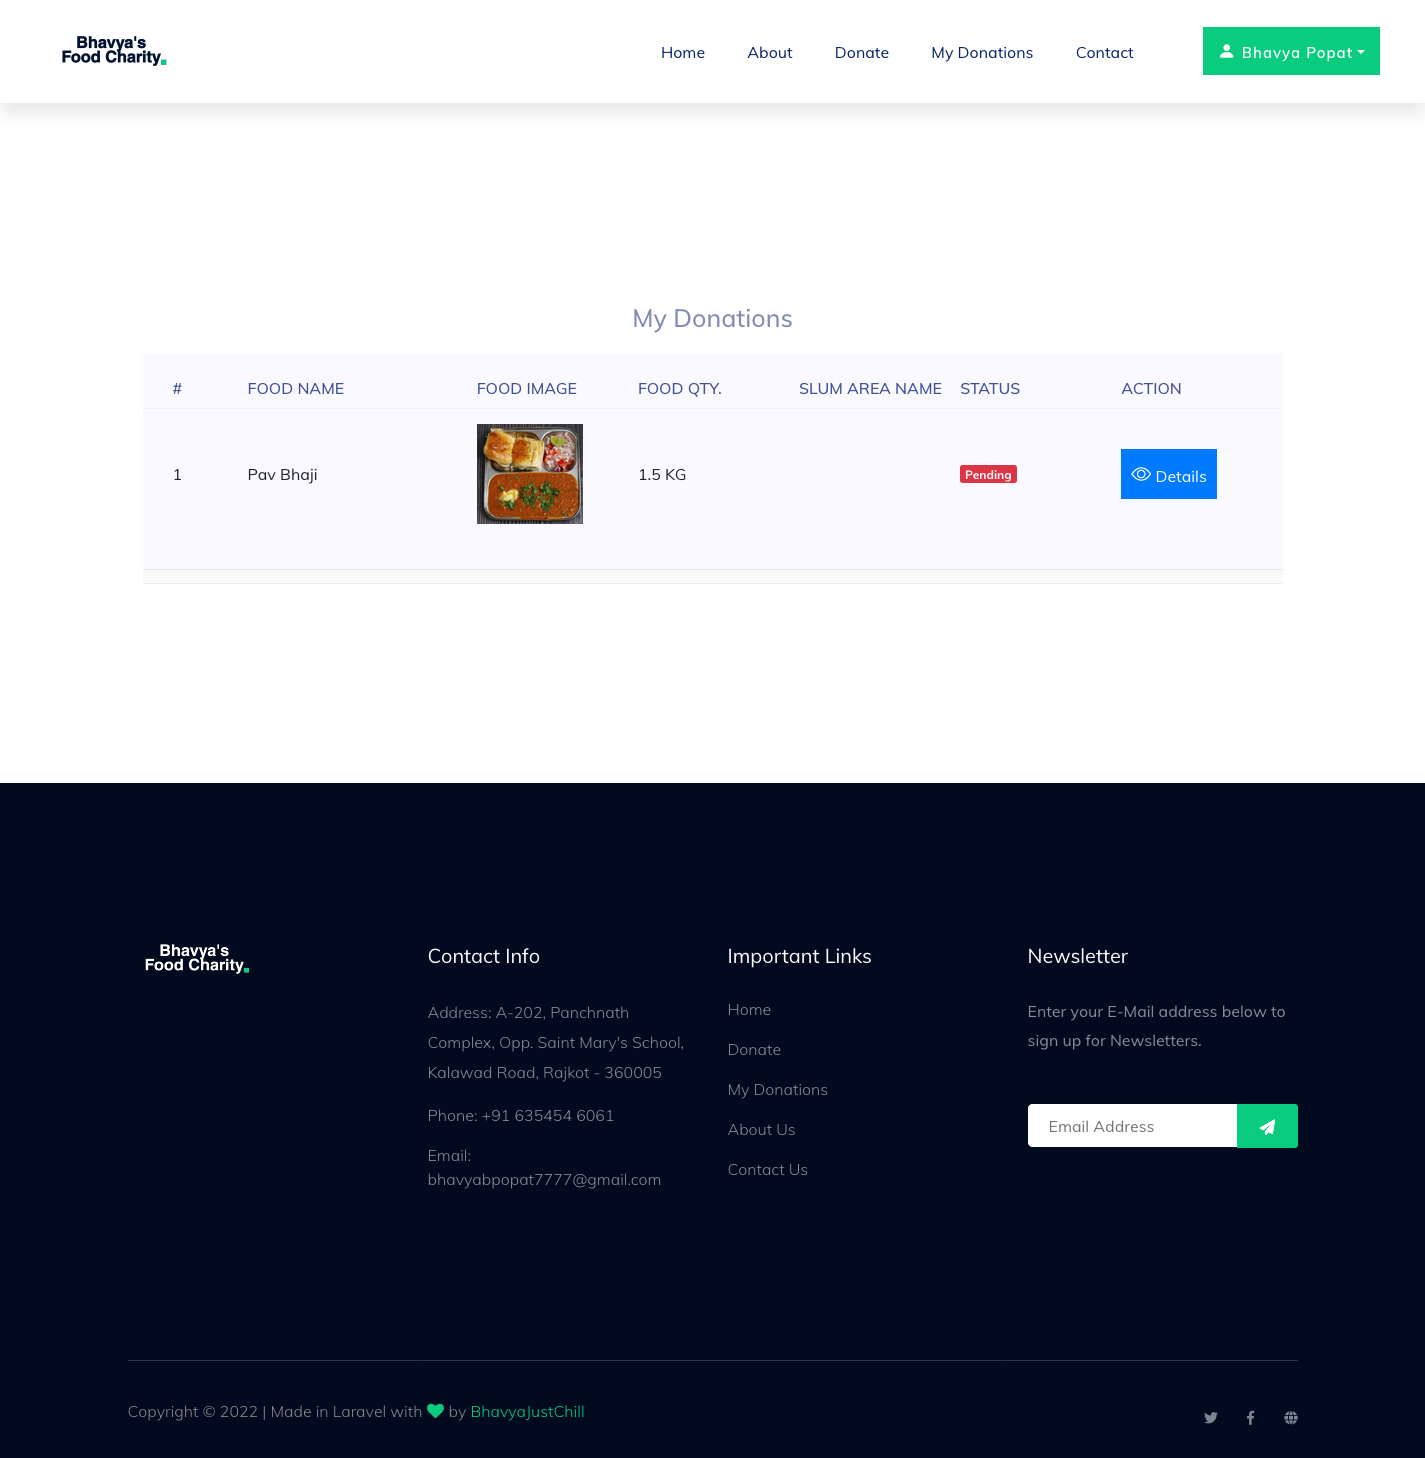 Bhavya's
Food Charity.
Home About Donate My Donations Contact Bhavya Popat
My Donations
# FOOD NAME FOOD IMAGE FOOD QTY. SLUM AREA NAME STATUS ACTION
1 Pav Bhaji 1.5 KG Pending Details
Bhavya's
Food Charity.
Contact Info
Address: A-202, Panchnath
Complex, Opp. Saint Mary's School,
Kalawad Road, Rajkot - 360005
Phone: +91 635454 6061
Email:
bhavyabpopat7777@gmail.com
Important Links
Home
Donate
My Donations
About Us
Contact Us
Newsletter
Enter your E-Mail address below to
sign up for Newsletters.
Email Address
Copyright © 2022 | Made in Laravel with by BhavyaJustChill